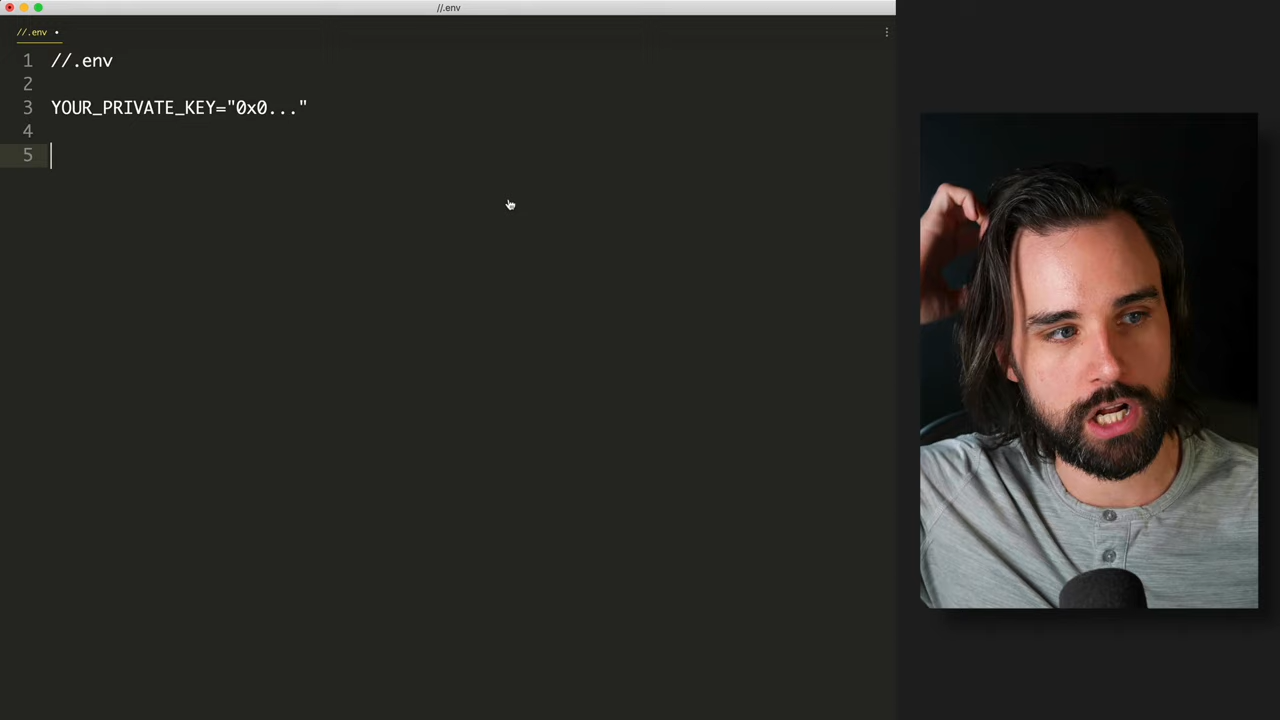 //.env
//.env
1 //.env
2
3 YOUR_PRIVATE_KEY="0x0..."
4
5